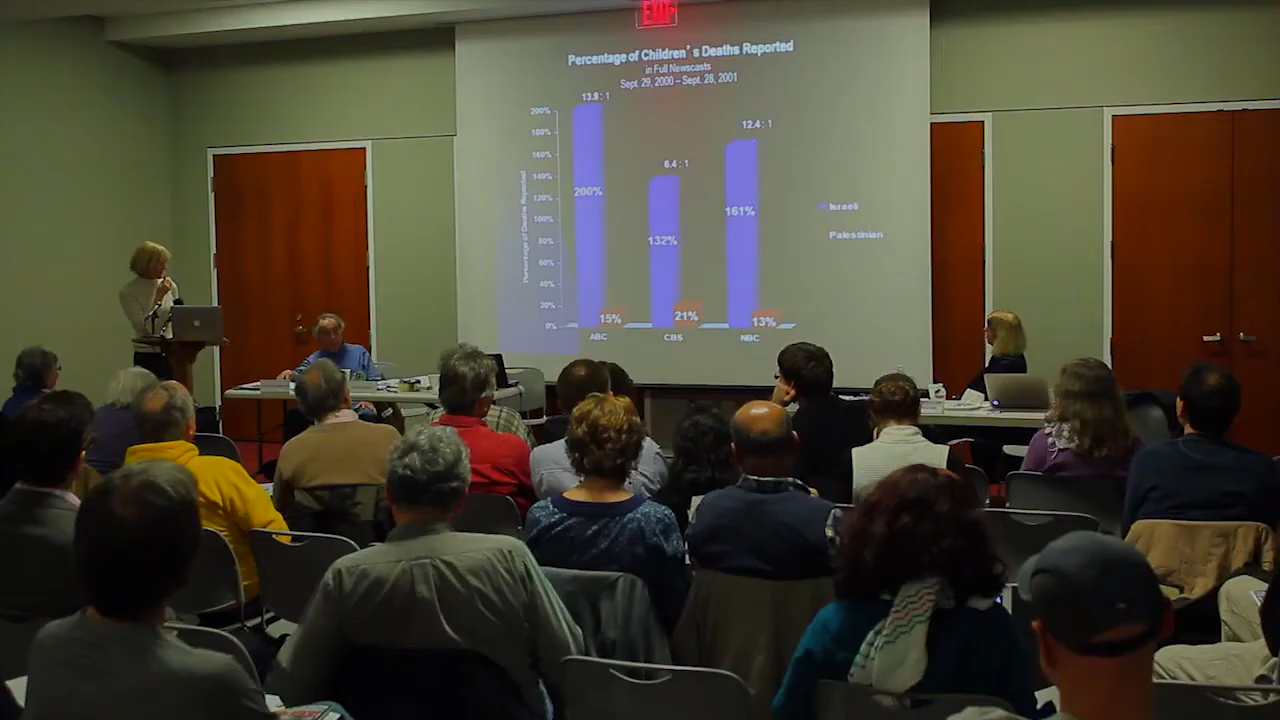 EXIT
Percentage of Children's Deaths Reported
in Full Newscasts
Sept. 29, 2000 – Sept. 28, 2001
13.8 : 1
6.4 : 1
12.4 : 1
200%
180%
160%
140%
120%
100%
80%
60%
40%
20%
0%
Percentage of Deaths Reported
200%
132%
161%
15%
21%
13%
ABC
CBS
NBC
Israeli
Palestinian